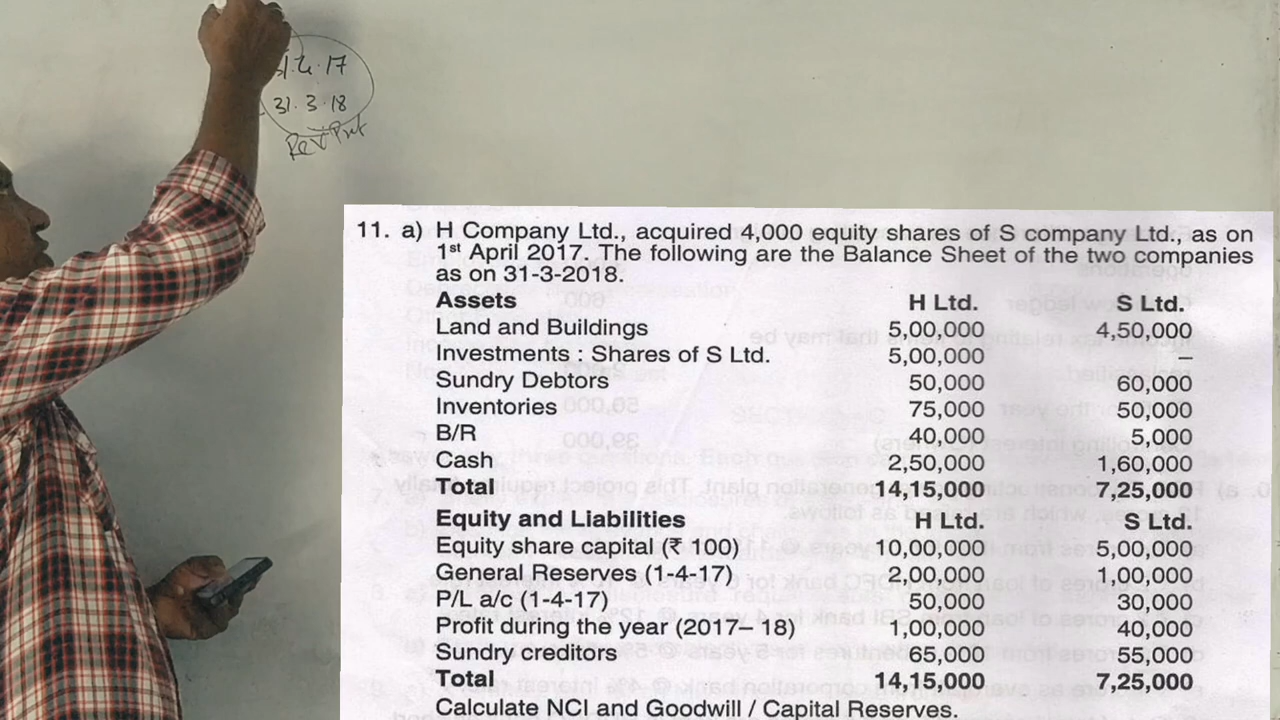 31.3.18
Rev Prft
11. a) H Company Ltd., acquired 4,000 equity shares of S company Ltd., as on
1st April 2017. The following are the Balance Sheet of the two companies
as on 31-3-2018.
Assets H Ltd. S Ltd.
Land and Buildings 5,00,000 4,50,000
Investments : Shares of S Ltd. 5,00,000 –
Sundry Debtors 50,000 60,000
Inventories 75,000 50,000
B/R 40,000 5,000
Cash 2,50,000 1,60,000
Total 14,15,000 7,25,000
Equity and Liabilities H Ltd. S Ltd.
Equity share capital (₹ 100) 10,00,000 5,00,000
General Reserves (1-4-17) 2,00,000 1,00,000
P/L a/c (1-4-17) 50,000 30,000
Profit during the year (2017– 18) 1,00,000 40,000
Sundry creditors 65,000 55,000
Total 14,15,000 7,25,000
Calculate NCI and Goodwill / Capital Reserves.